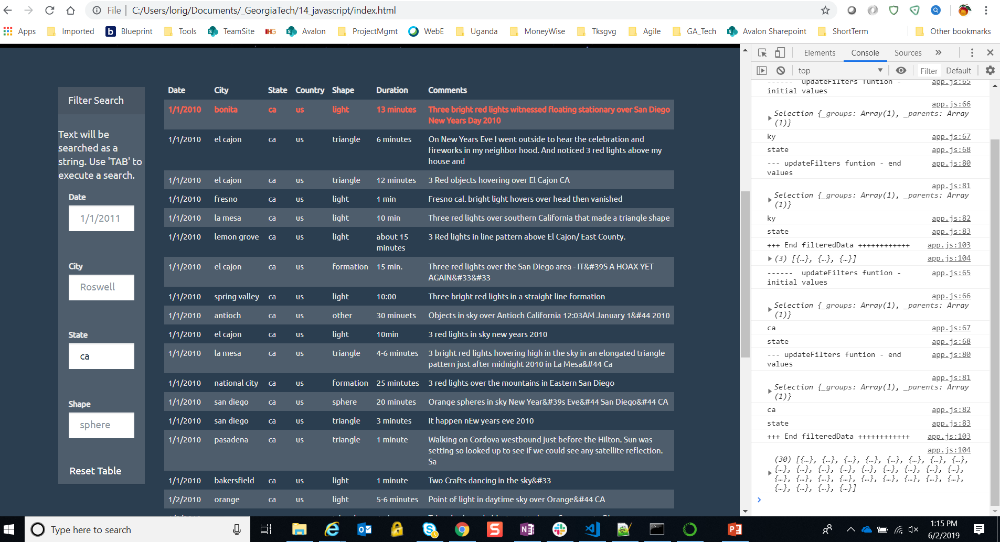 File | C:/Users/lorig/Documents/_GeorgiaTech/14_javascript/index.html
Apps Imported Blueprint Tools TeamSite IHG Avalon ProjectMgmt WebE Uganda MoneyWise Tksgvg Agile GA_Tech Avalon Sharepoint ShortTerm Other bookmarks
Filter Search
Text will be
searched as a
string. Use 'TAB' to
execute a search.
Date
1/1/2011
City
Roswell
State
ca
Shape
sphere
Reset Table
Date City State Country Shape Duration Comments
1/1/2010 bonita ca us light 13 minutes Three bright red lights witnessed floating stationary over San Diego
New Years Day 2010
1/1/2010 el cajon ca us triangle 6 minutes On New Years Eve I went outside to hear the celebration and
fireworks in my neighbor hood. And noticed 3 red lights above my
house and
1/1/2010 el cajon ca us triangle 12 minutes 3 Red objects hovering over El Cajon CA
1/1/2010 fresno ca us light 1 min Fresno cal. bright light hovers over head then vanished
1/1/2010 la mesa ca us light 10 min Three red lights over southern California that made a triangle shape
1/1/2010 lemon grove ca us light about 15 3 Red lights in line pattern above El Cajon/ East County.
minutes
1/1/2010 el cajon ca us formation 15 min. Three red lights over the San Diego area - IT&#39S A HOAX YET
AGAIN&#33&#33
1/1/2010 spring valley ca us light 10:00 Three bright red lights in a straight line formation
1/1/2010 antioch ca us other 30 minuets Objects in sky over Antioch California 12:03AM January 1&#44 2010
1/1/2010 el cajon ca us light 10min 3 red lights in sky new years 2010
1/1/2010 la mesa ca us triangle 4-6 minutes 3 bright red lights hovering high in the sky in an elongated triangle
pattern just after midnight 2010 in La Mesa&#44 Ca
1/1/2010 national city ca us formation 25 mintutes 3 red lights over the mountains in Eastern San Diego
1/1/2010 san diego ca us sphere 20 minutes Orange spheres in sky New Year&#39s Eve&#44 San Diego&#44 CA
1/1/2010 san diego ca us triangle 3 minutes It happen nEw years eve 2010
1/1/2010 pasadena ca us triangle 1 minute Walking on Cordova westbound just before the Hilton. Sun was
setting so looked up to see if we could see any satellite reflection.
Sa
1/1/2010 bakersfield ca us light 1 minute Two Crafts dancing in the sky&#33
1/2/2010 orange ca us light 5-6 minutes Point of light in daytime sky over Orange&#44 CA
Elements Console Sources »
top Filter Default
------ updateFilters funtion - app.js:65
initial values
app.js:66
Selection {_groups: Array(1), _parents: Array
(1)}
ky app.js:67
state app.js:68
--- updateFilters funtion - end app.js:80
values
app.js:81
Selection {_groups: Array(1), _parents: Array
(1)}
ky app.js:82
state app.js:83
+++ End filteredData ++++++++++++ app.js:103
(3) [{…}, {…}, {…}] app.js:104
------ updateFilters funtion - app.js:65
initial values
app.js:66
Selection {_groups: Array(1), _parents: Array
(1)}
ca app.js:67
state app.js:68
--- updateFilters funtion - end app.js:80
values
app.js:81
Selection {_groups: Array(1), _parents: Array
(1)}
ca app.js:82
state app.js:83
+++ End filteredData ++++++++++++ app.js:103
app.js:104
(30) [{…}, {…}, {…}, {…}, {…}, {…}, {…}, {…},
{…}, {…}, {…}, {…}, {…}, {…}, {…}, {…}, {…},
{…}, {…}, {…}, {…}, {…}, {…}, {…}, {…}, {…},
{…}, {…}, {…}, {…}]
Type here to search
1:15 PM
6/2/2019